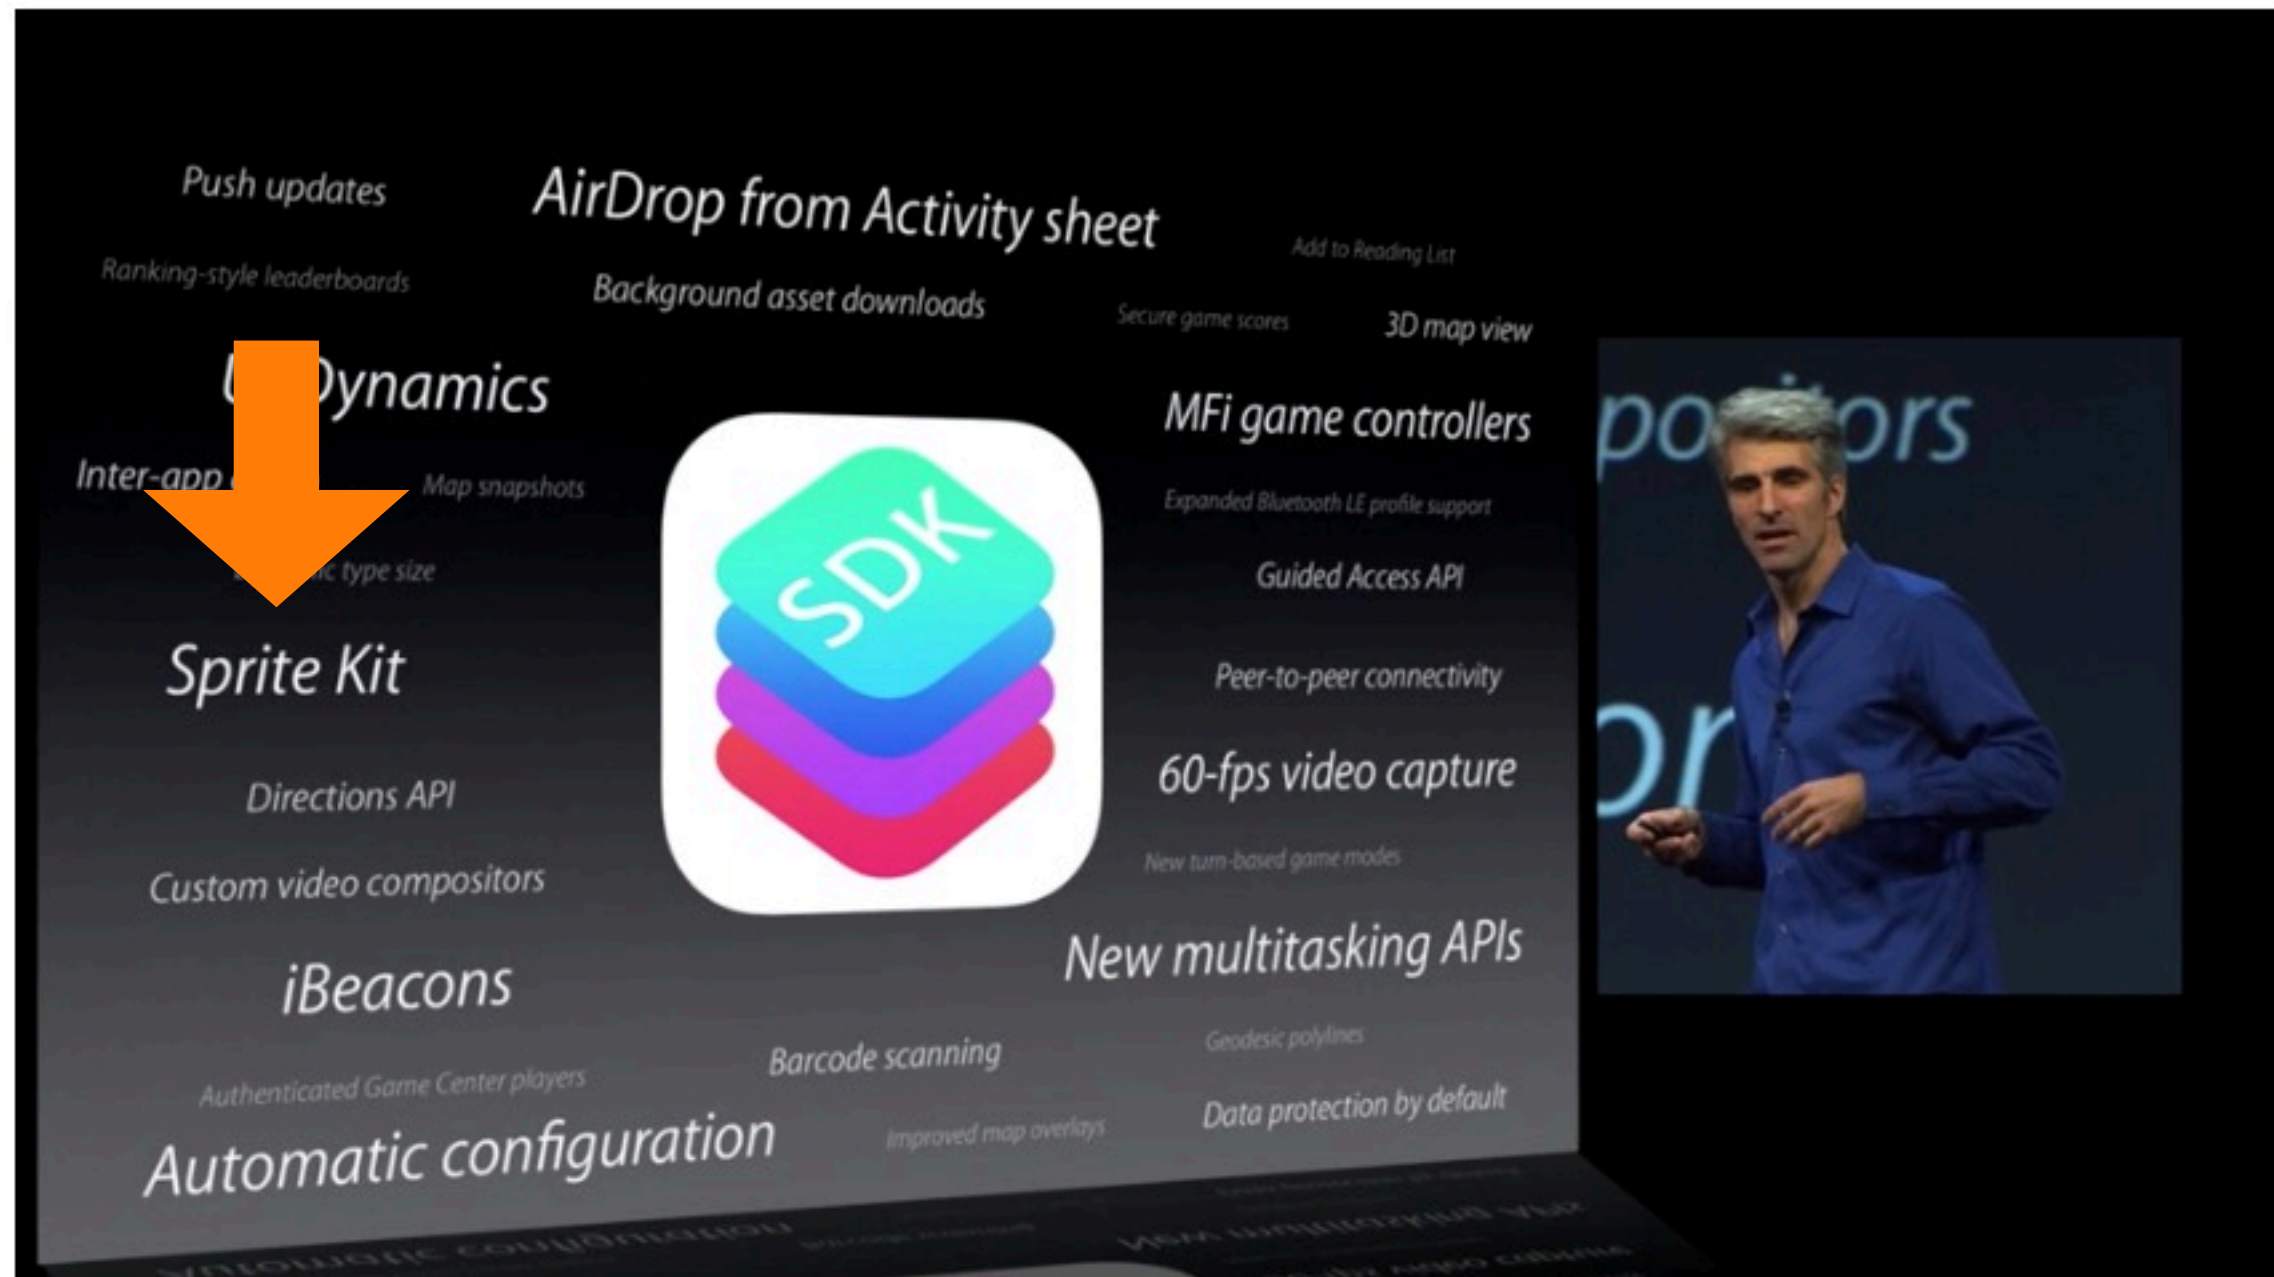 Push updates
AirDrop from Activity sheet
Add to Reading List
Ranking-style leaderboards
Background asset downloads
Secure game scores
3D map view
Dynamics
MFi game controllers
Inter-app
Map snapshots
Expanded Bluetooth LE profile support
type size
Guided Access API
SDK
Sprite Kit
Peer-to-peer connectivity
Directions API
60-fps video capture
Custom video compositors
New turn-based game modes
iBeacons
New multitasking APIs
Barcode scanning
Geodesic polylines
Authenticated Game Center players
Data protection by default
Automatic configuration
Improved map overlays